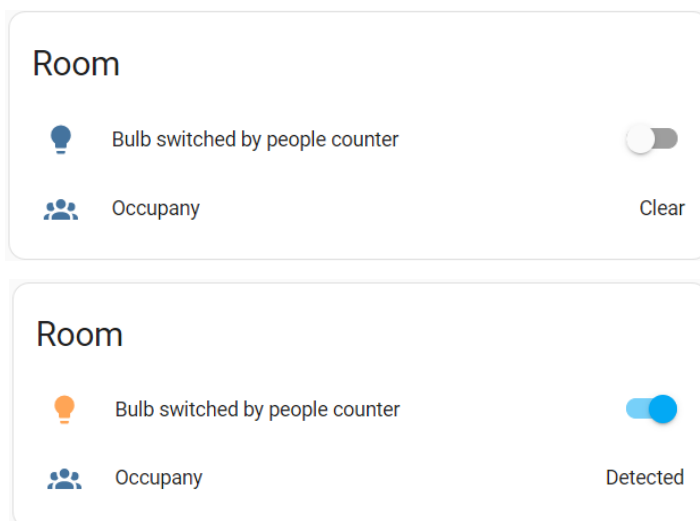 Room
Bulb switched by people counter
Occupany Clear
Room
Bulb switched by people counter
Occupany Detected